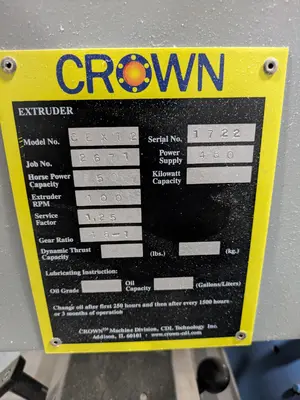 CROWN
EXTRUDER
Model No.
Serial No. 1722
Job No. 2571
Power Supply 460
Horse Power Capacity
Kilowatt Capacity
Extruder RPM
Service Factor 1.25
Gear Ratio
Dynamic Thrust Capacity (lbs.) (kg.)
Lubricating Instruction:
Oil Grade Oil Capacity (Gallons/Liters)
Change oil after first 250 hours and then after every 1500 hours
or 3 months of operation
CROWN™ Machine Division, CDL Technology Inc.
Addison, IL 60101 • www.crown-cdl.com